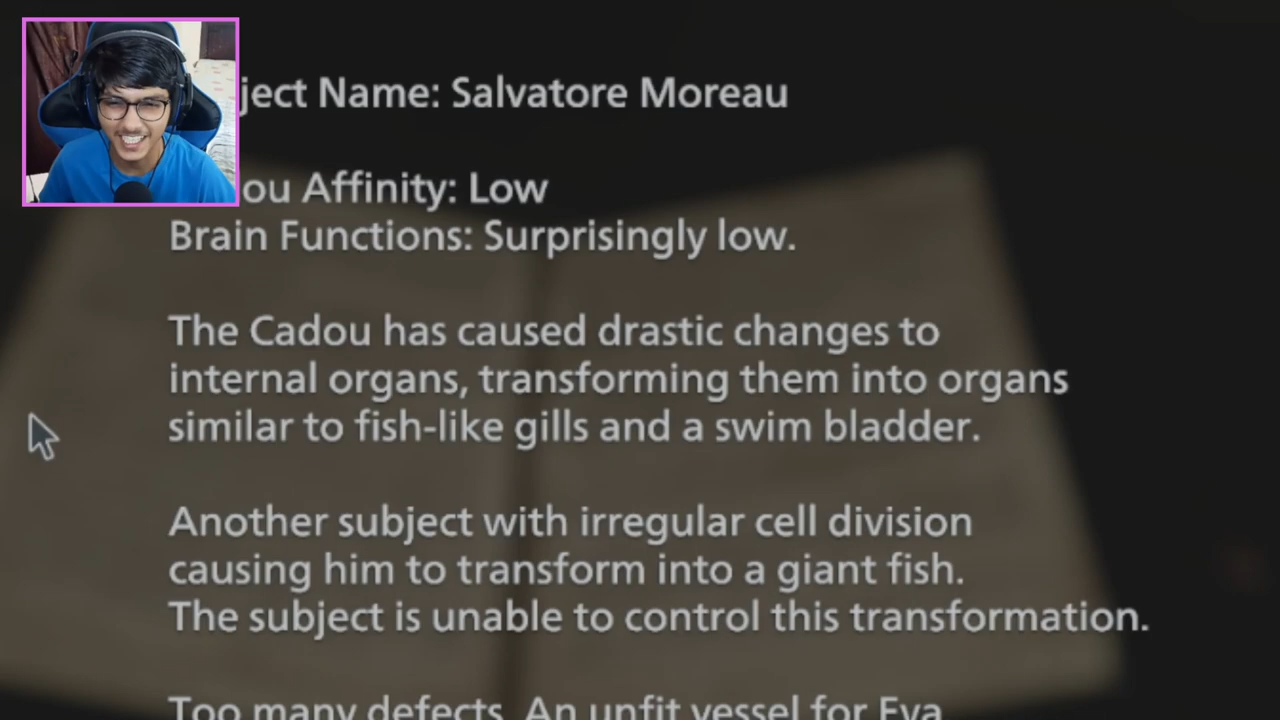 ject Name: Salvatore Moreau
ou Affinity: Low
Brain Functions: Surprisingly low.
The Cadou has caused drastic changes to
internal organs, transforming them into organs
similar to fish-like gills and a swim bladder.
Another subject with irregular cell division
causing him to transform into a giant fish.
The subject is unable to control this transformation.
Too many defects. An unfit vessel for Eva